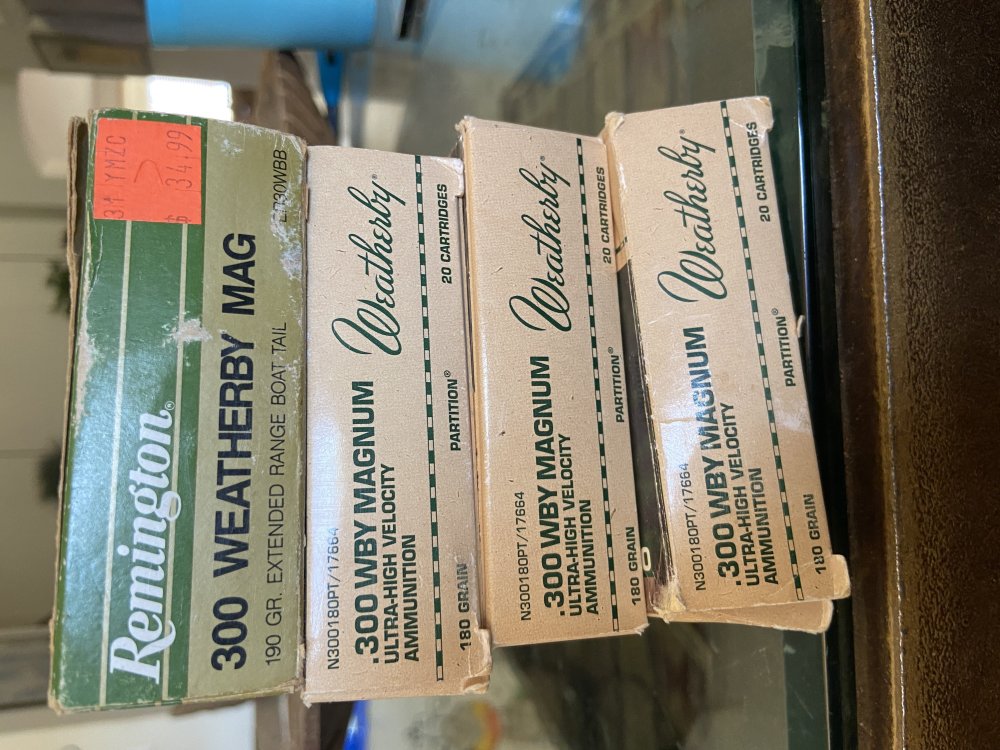 34.99
Remington®
300 WEATHERBY MAG
190 GR. EXTENDED RANGE BOAT TAIL
N300180PT/17664
.300 WBY MAGNUM Weatherby®
ULTRA-HIGH VELOCITY
AMMUNITION
180 GRAIN PARTITION® 20 CARTRIDGES
N300180PT/17664
.300 WBY MAGNUM Weatherby®
ULTRA-HIGH VELOCITY
AMMUNITION
180 GRAIN PARTITION® 20 CARTRIDGES
N300180PT/17664
.300 WBY MAGNUM Weatherby®
ULTRA-HIGH VELOCITY
AMMUNITION
180 GRAIN PARTITION® 20 CARTRIDGES